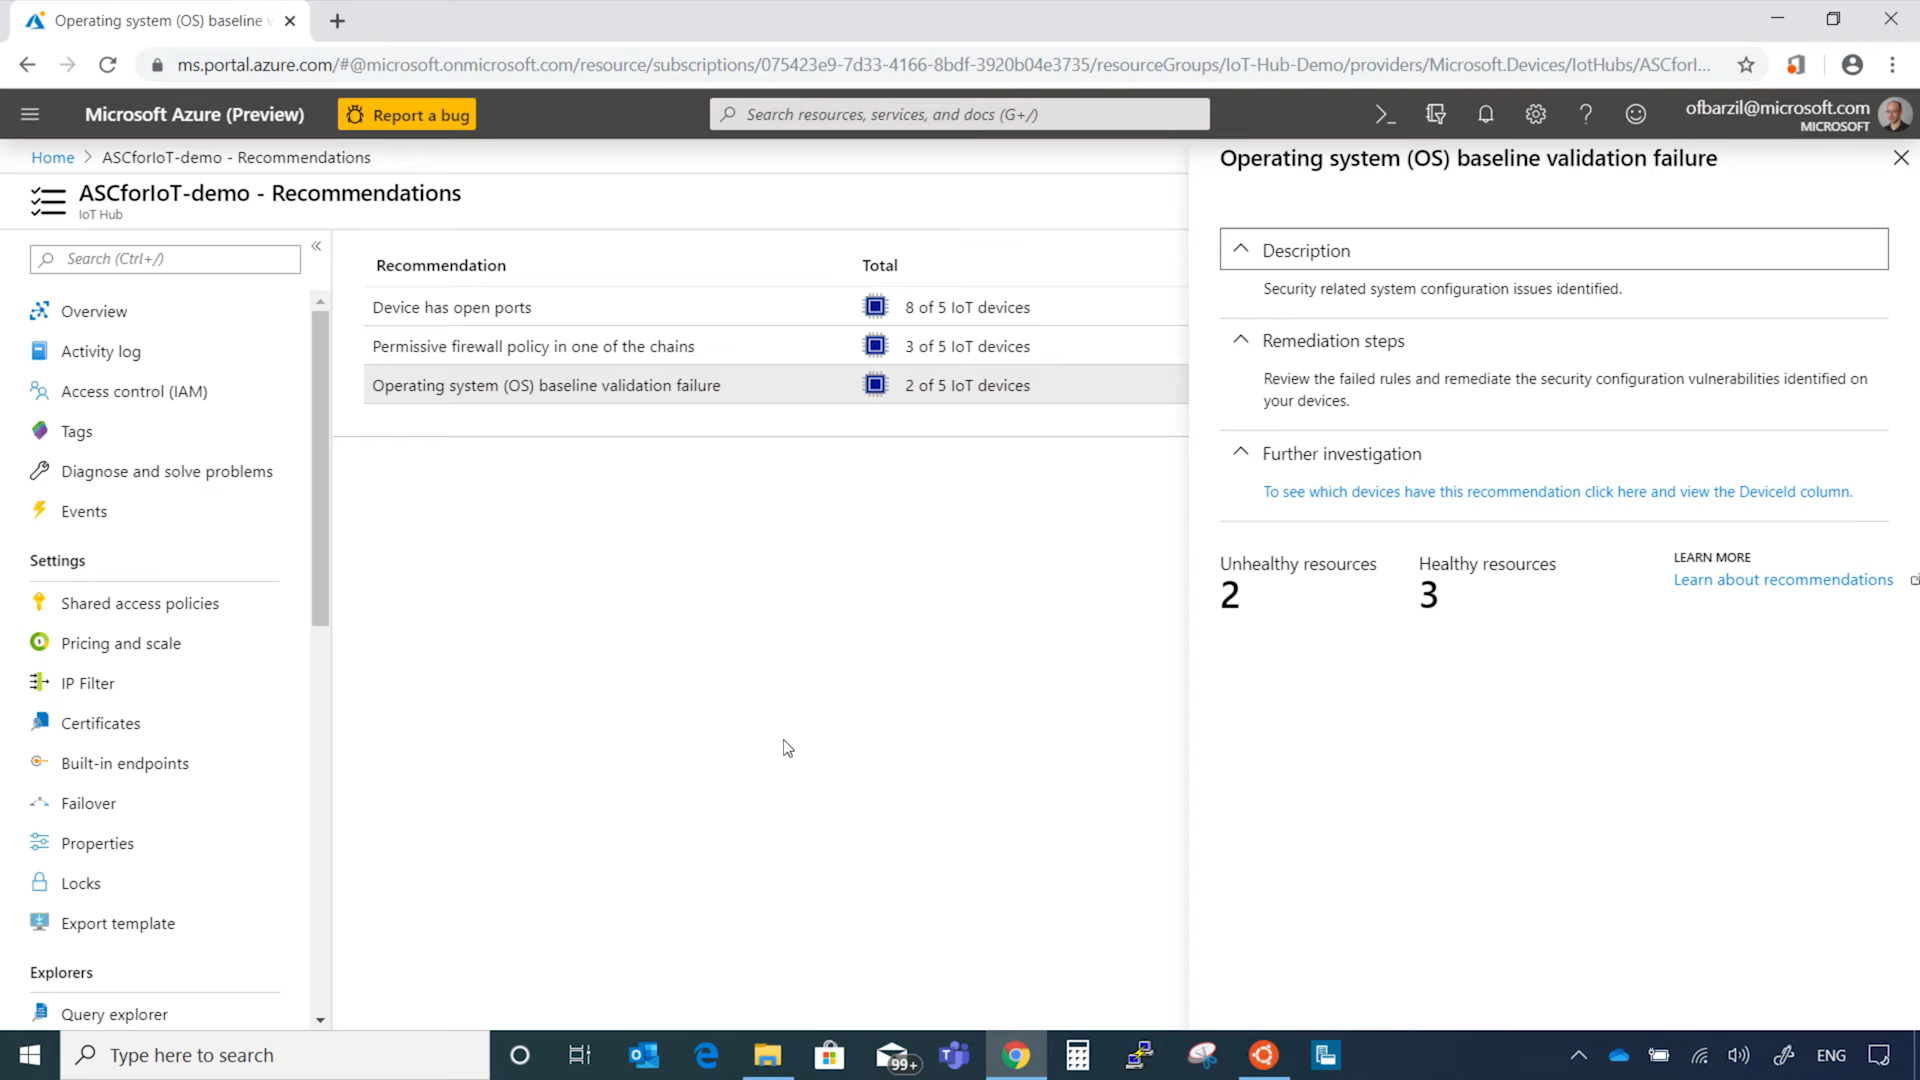 Operating system (OS) baseline v
ms.portal.azure.com/#@microsoft.onmicrosoft.com/resource/subscriptions/075423e9-7d33-4166-8bdf-3920b04e3735/resourceGroups/IoT-Hub-Demo/providers/Microsoft.Devices/IotHubs/ASCforI...
Microsoft Azure (Preview)
Report a bug
Search resources, services, and docs (G+/)
ofbarzil@microsoft.com
MICROSOFT
Home > ASCforIoT-demo - Recommendations
ASCforIoT-demo - Recommendations
IoT Hub
Search (Ctrl+/)
Overview
Activity log
Access control (IAM)
Tags
Diagnose and solve problems
Events
Settings
Shared access policies
Pricing and scale
IP Filter
Certificates
Built-in endpoints
Failover
Properties
Locks
Export template
Explorers
Query explorer
Recommendation Total
Device has open ports 8 of 5 IoT devices
Permissive firewall policy in one of the chains 3 of 5 IoT devices
Operating system (OS) baseline validation failure 2 of 5 IoT devices
Operating system (OS) baseline validation failure
Description
Security related system configuration issues identified.
Remediation steps
Review the failed rules and remediate the security configuration vulnerabilities identified on
your devices.
Further investigation
To see which devices have this recommendation click here and view the DeviceId column.
Unhealthy resources
2
Healthy resources
3
LEARN MORE
Learn about recommendations
Type here to search
99+
ENG